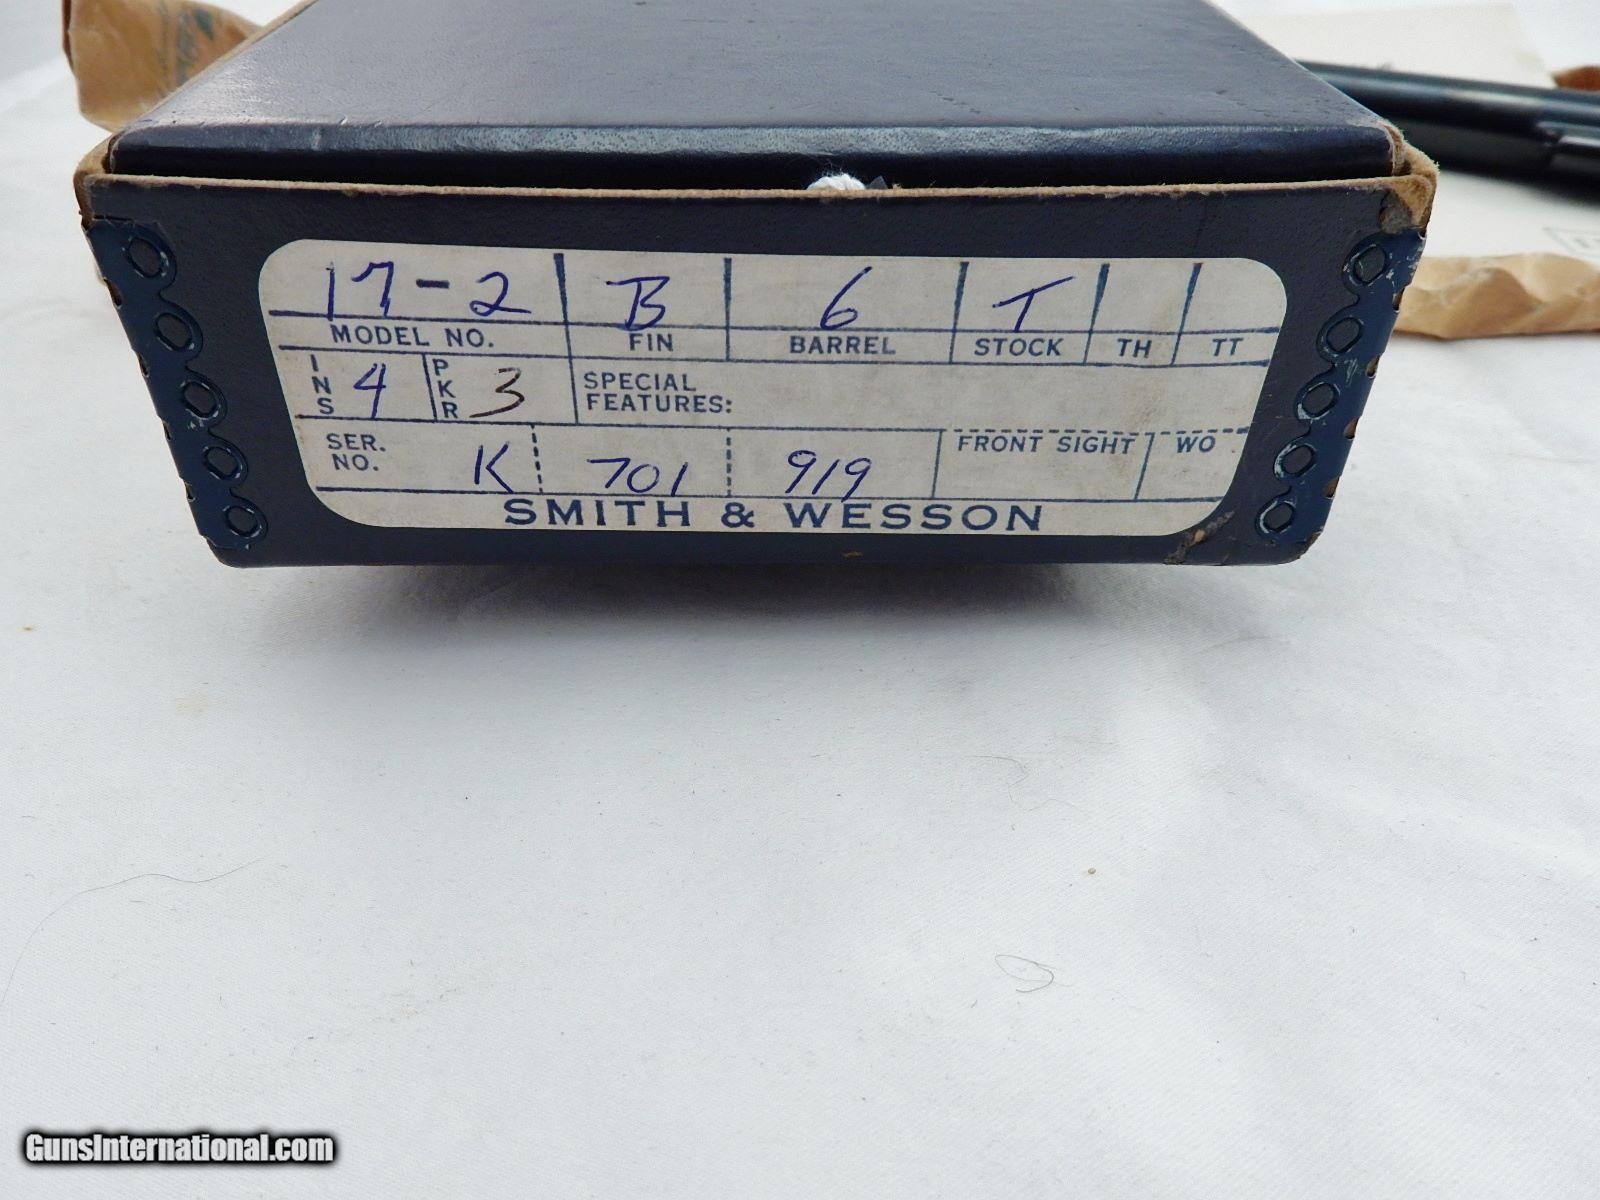 17-2 B 6 T
MODEL NO. FIN BARREL STOCK TH TT
INS 4 PKR 3 SPECIAL
FEATURES:
SER.
NO. K 701 919 FRONT SIGHT WO
SMITH & WESSON
GunsInternational.com